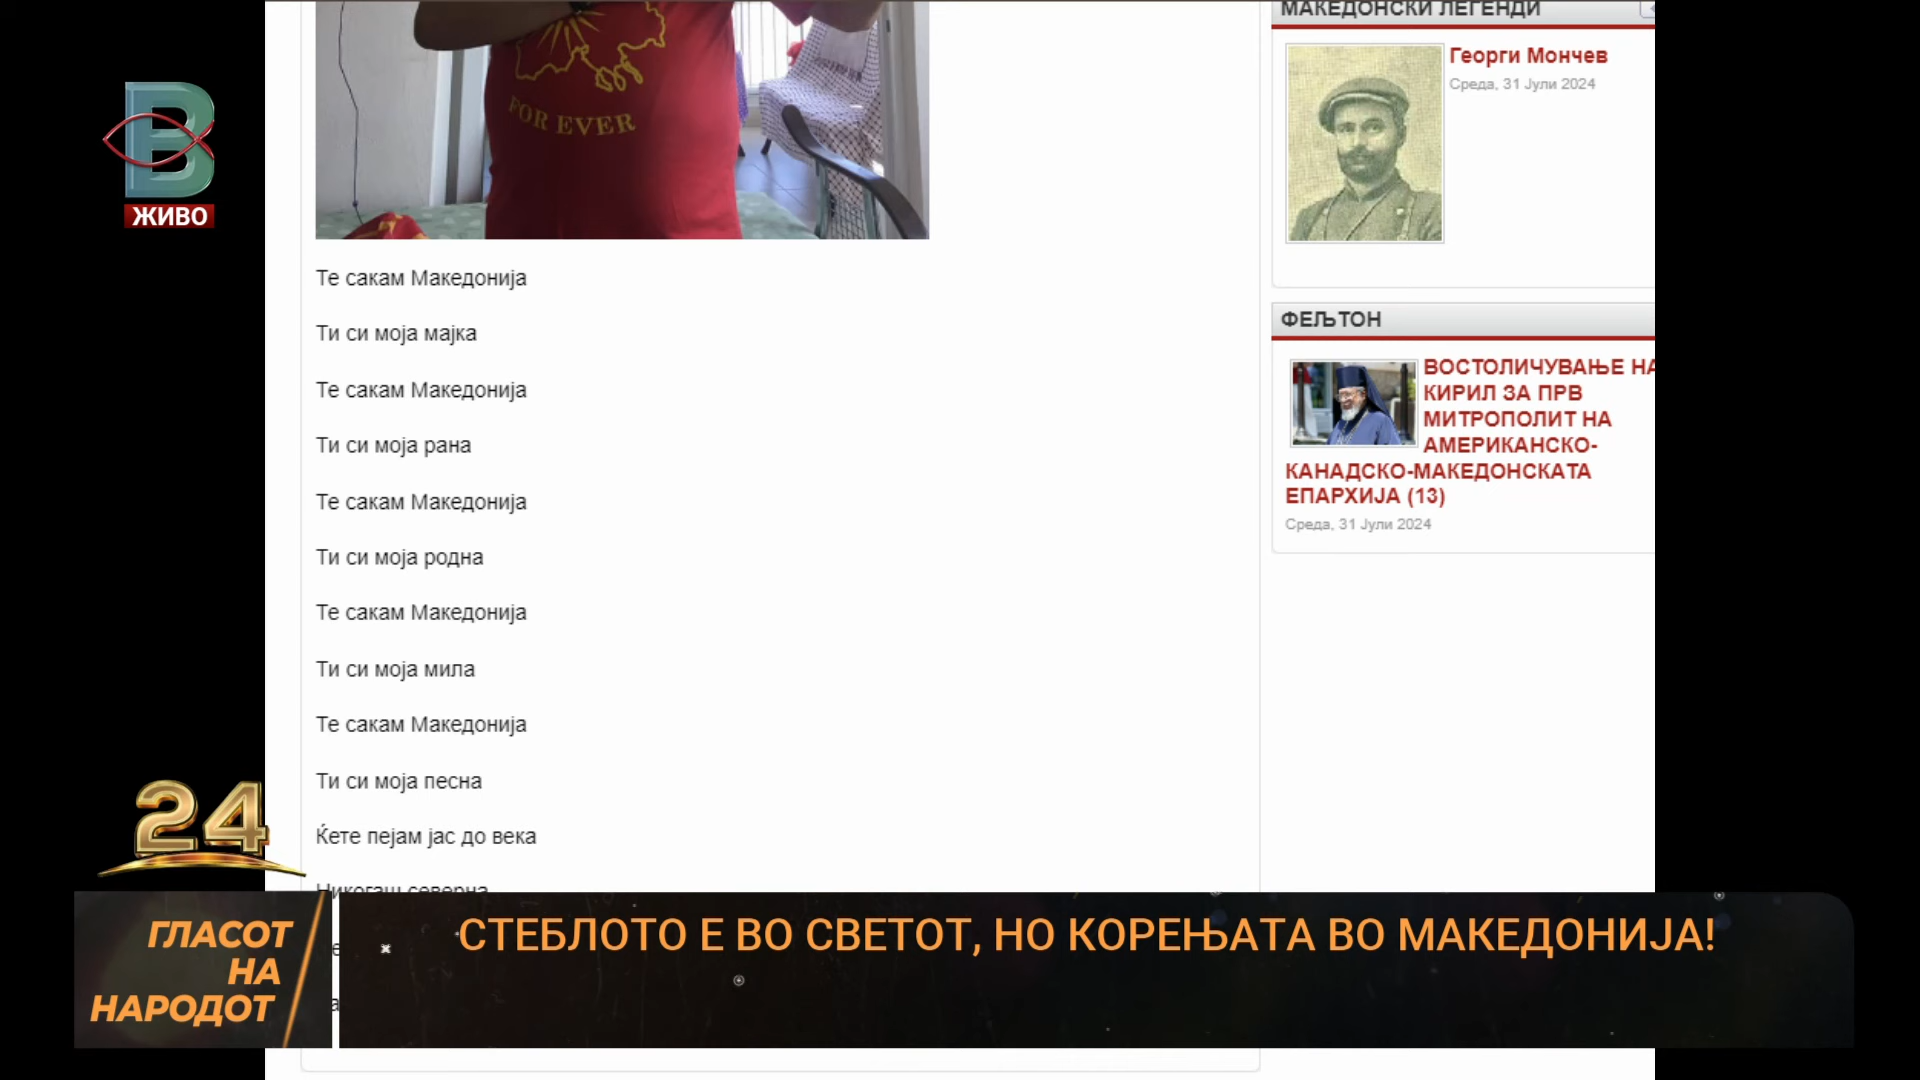 В
ЖИВО
FOR EVER
Те сакам Македонија
Ти си моја мајка
Те сакам Македонија
Ти си моја рана
Те сакам Македонија
Ти си моја родна
Те сакам Македонија
Ти си моја мила
Те сакам Македонија
Ти си моја песна
Ќете пејам јас до века
Никогаш северна
МАКЕДОНСКИ ЛЕГЕНДИ
Георги Мончев
Среда, 31 Јули 2024
ФЕЉТОН
ВОСТОЛИЧУВАЊЕ НА
КИРИЛ ЗА ПРВ
МИТРОПОЛИТ НА
АМЕРИКАНСКО-
КАНАДСКО-МАКЕДОНСКАТА
ЕПАРХИЈА (13)
Среда, 31 Јули 2024
24
ГЛАСОТ
НА
НАРОДОТ
СТЕБЛОТО Е ВО СВЕТОТ, НО КОРЕЊАТА ВО МАКЕДОНИЈА!